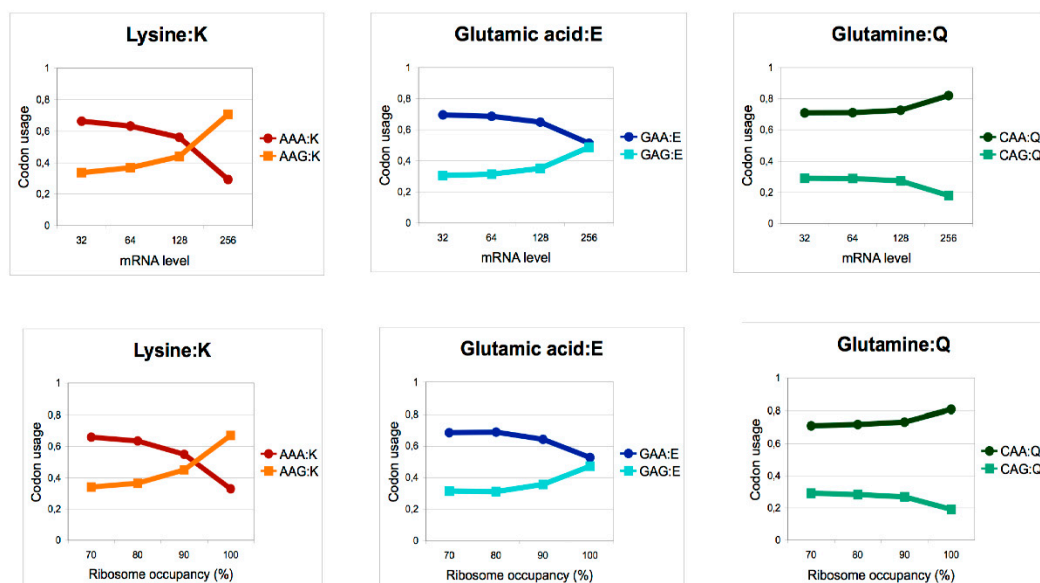 Lysine:K
1
0,8
0,6
0,4
0,2
0
Codon usage
32 64 128 256
mRNA level
AAA:K
AAG:K
Glutamic acid:E
1
0,8
0,6
0,4
0,2
0
Codon usage
32 64 128 256
mRNA level
GAA:E
GAG:E
Glutamine:Q
1
0,8
0,6
0,4
0,2
0
Codon usage
32 64 128 256
mRNA level
CAA:Q
CAG:Q
Lysine:K
1
0,8
0,6
0,4
0,2
0
Codon usage
70 80 90 100
Ribosome occupancy (%)
AAA:K
AAG:K
Glutamic acid:E
1
0,8
0,6
0,4
0,2
0
Codon usage
70 80 90 100
Ribosome occupancy (%)
GAA:E
GAG:E
Glutamine:Q
1
0,8
0,6
0,4
0,2
0
Codon usage
70 80 90 100
Ribosome occupancy (%)
CAA:Q
CAG:Q